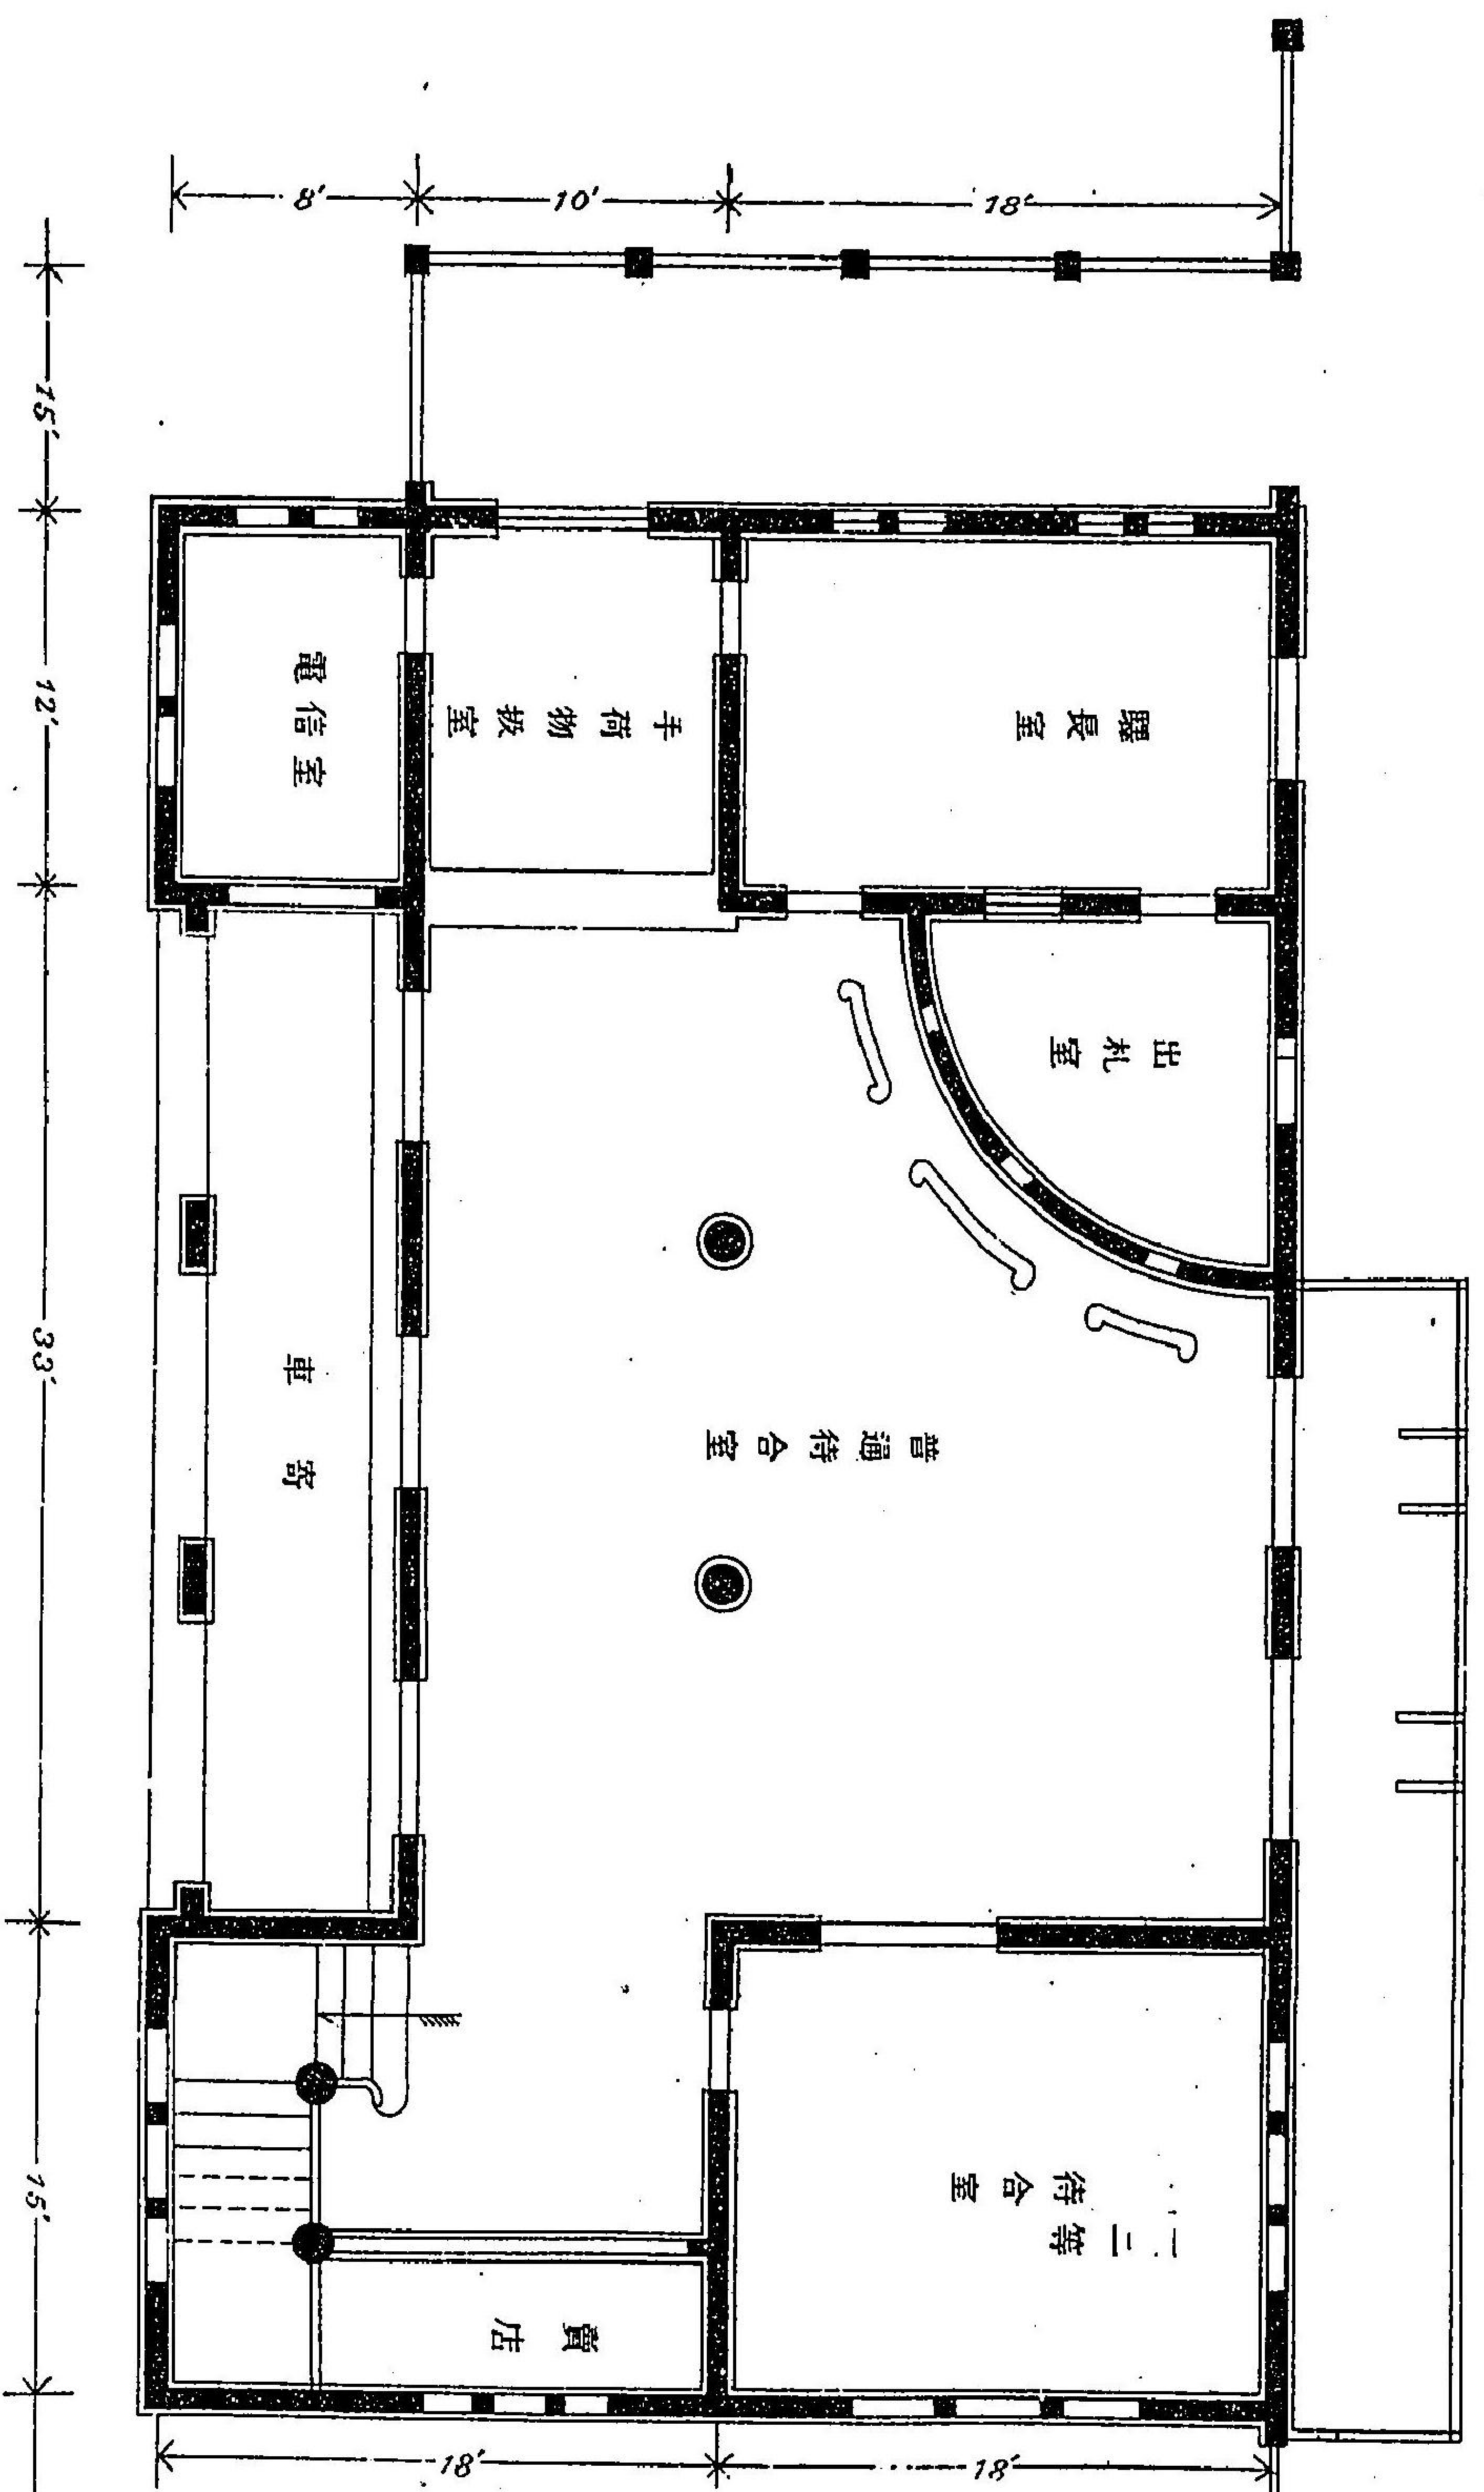 8'
10'
18'
15'
12'
33'
15'
驛長室
手荷物扱室
電信室
出札室
普通待合室
車寄
一二等
待合室
賣店
18'
18'